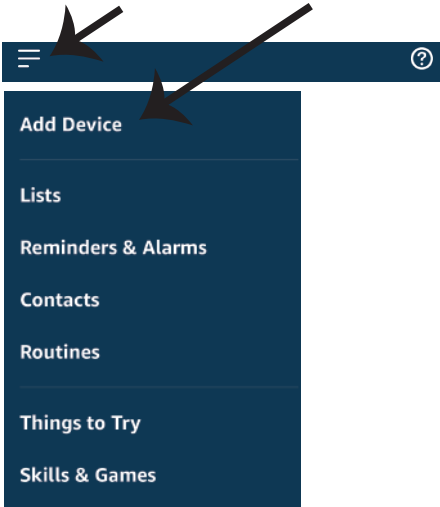 ?
Add Device
Lists
Reminders & Alarms
Contacts
Routines
Things to Try
Skills & Games